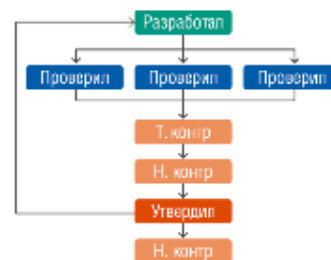 Разработал
Проверил Проверил Проверил
Т. контр
Н. контр
Утвердил
Н. контр